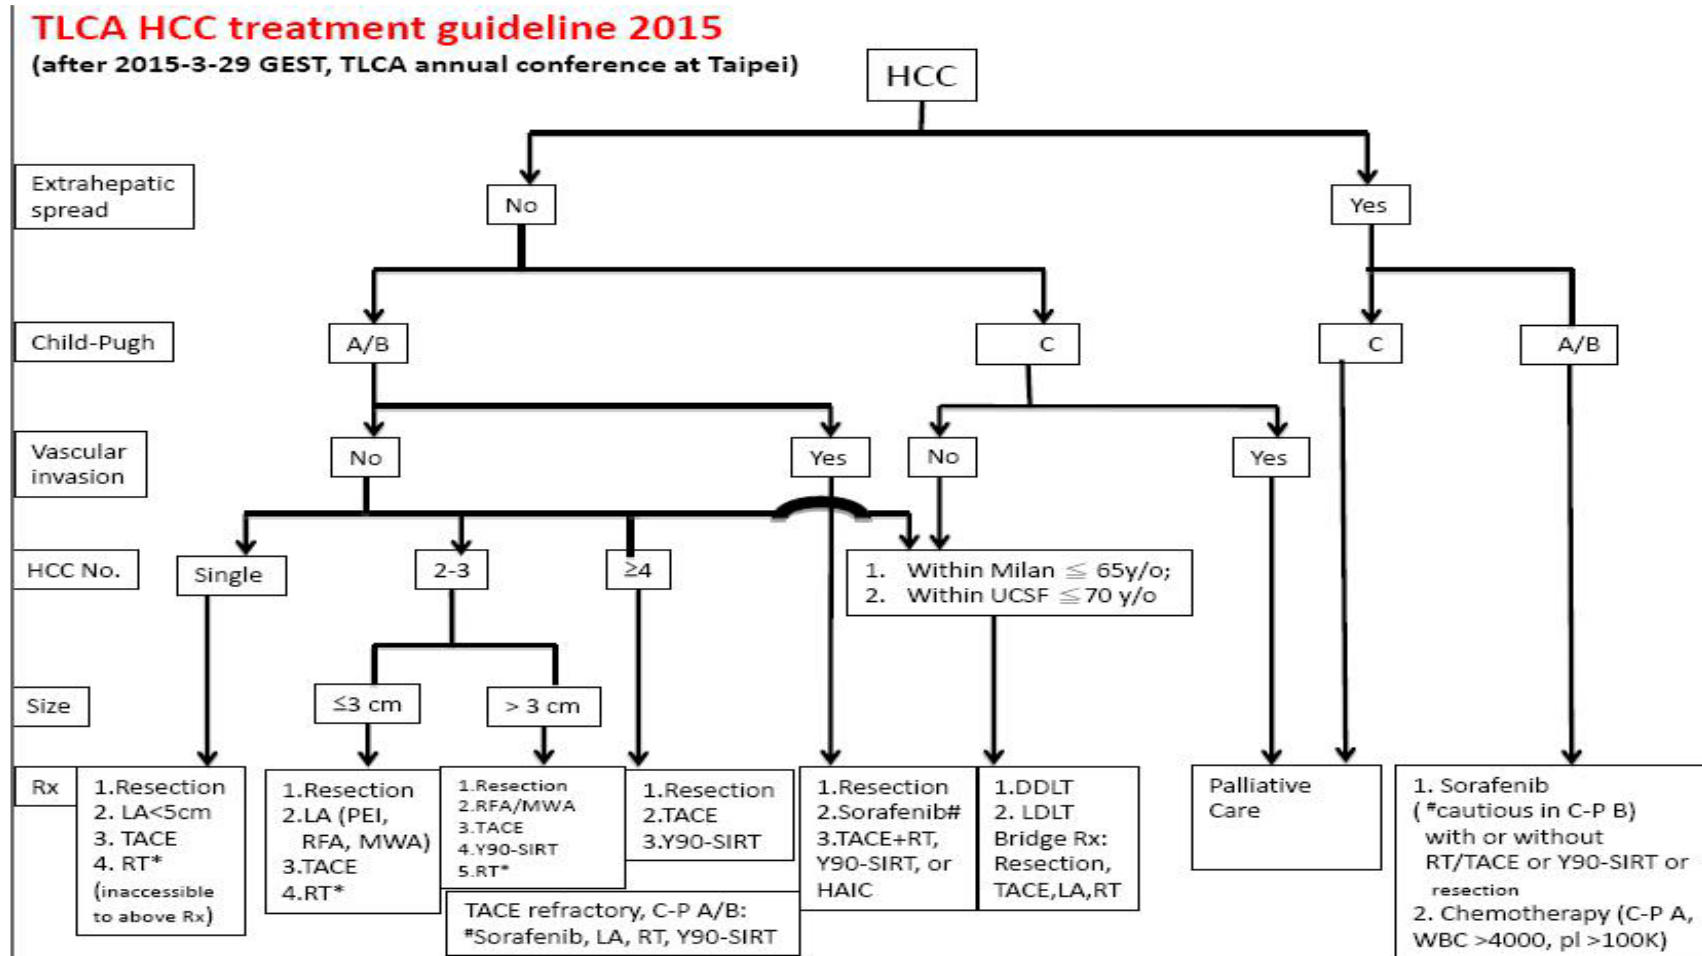 TLCA HCC treatment guideline 2015
(after 2015-3-29 GEST, TLCA annual conference at Taipei)
HCC
Extrahepatic
spread
No
Yes
Child-Pugh
A/B
C
C
A/B
Vascular
invasion
No
Yes
No
Yes
HCC No.
Single
2-3
≥4
1. Within Milan ≦ 65y/o;
2. Within UCSF ≦70 y/o
Size
≤3 cm
> 3 cm
Rx
1.Resection
2. LA<5cm
3. TACE
4. RT*
(inaccessible
to above Rx)
1.Resection
2.LA (PEI,
RFA, MWA)
3.TACE
4.RT*
1.Resection
2.RFA/MWA
3.TACE
4.Y90-SIRT
5.RT*
1.Resection
2.TACE
3.Y90-SIRT
TACE refractory, C-P A/B:
#Sorafenib, LA, RT, Y90-SIRT
1.Resection
2.Sorafenib#
3.TACE+RT,
Y90-SIRT, or
HAIC
1.DDLT
2. LDLT
Bridge Rx:
Resection,
TACE,LA,RT
Palliative
Care
1. Sorafenib
( #cautious in C-P B)
with or without
RT/TACE or Y90-SIRT or
resection
2. Chemotherapy (C-P A,
WBC >4000, pl >100K)